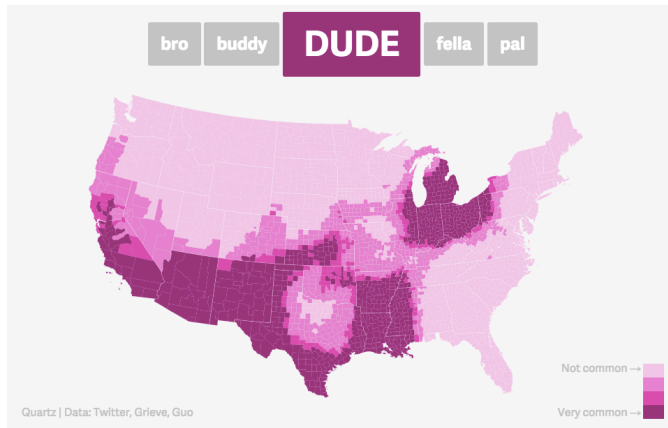 bro buddy DUDE fella pal
Not common →
Very common →
Quartz | Data: Twitter, Grieve, Guo